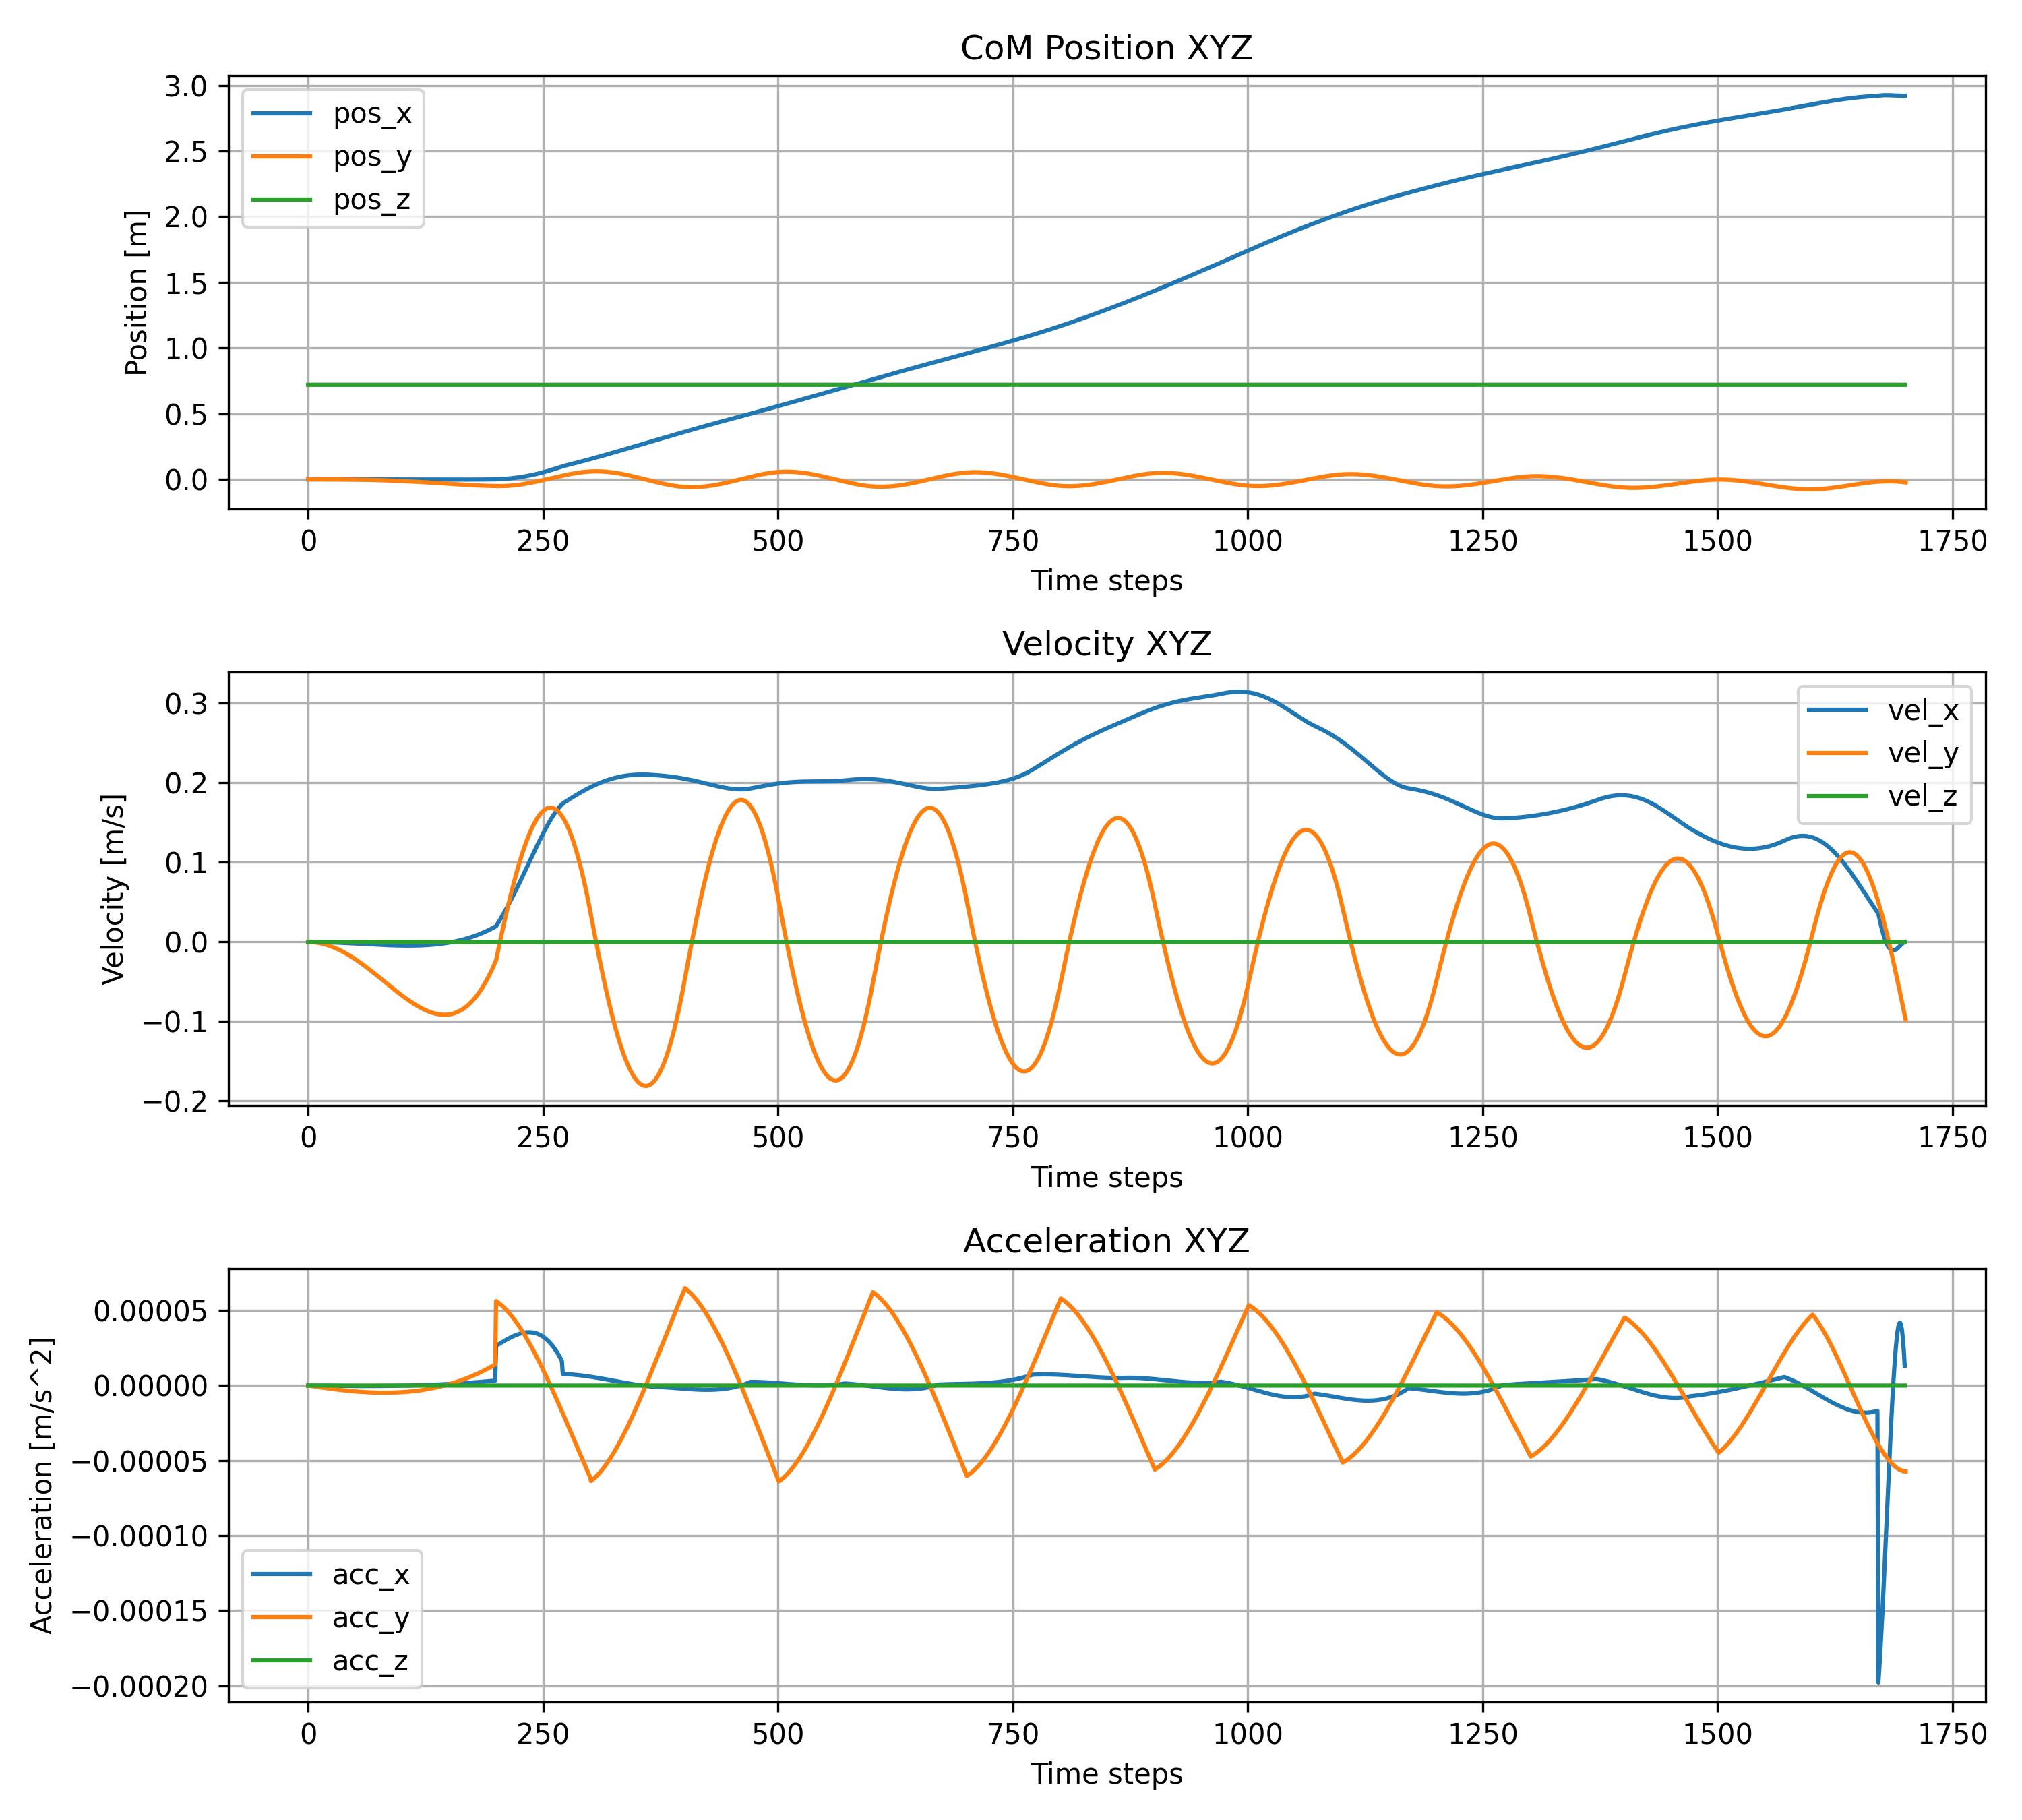 CoM Position XYZ
3.0
2.5
2.0
1.5
1.0
0.5
0.0
Position [m]
pos_x
pos_y
pos_z
0 250 500 750 1000 1250 1500 1750
Time steps
Velocity XYZ
0.3
0.2
0.1
0.0
−0.1
−0.2
Velocity [m/s]
vel_x
vel_y
vel_z
0 250 500 750 1000 1250 1500 1750
Time steps
Acceleration XYZ
0.00005
0.00000
−0.00005
−0.00010
−0.00015
−0.00020
Acceleration [m/s^2]
acc_x
acc_y
acc_z
0 250 500 750 1000 1250 1500 1750
Time steps